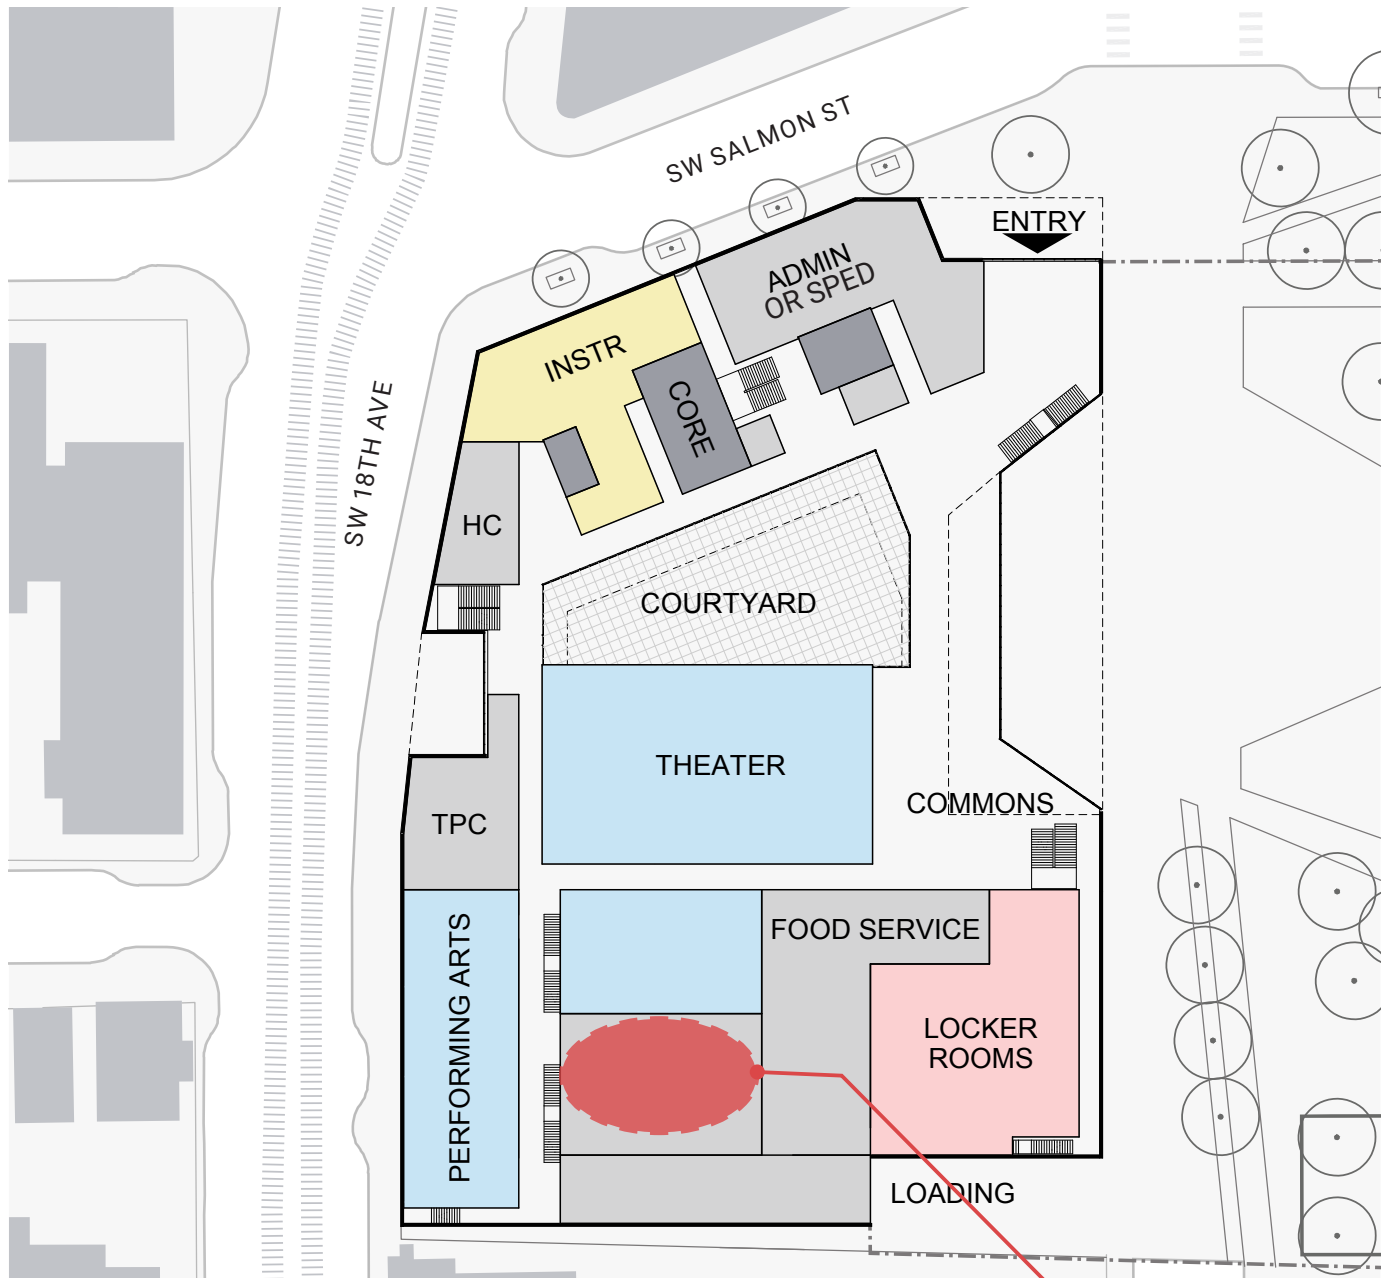 SW SALMON ST
ENTRY
ADMIN
OR SPED
INSTR
CORE
SW 18TH AVE
HC
COURTYARD
THEATER
COMMONS
TPC
FOOD SERVICE
PERFORMING ARTS
LOCKER
ROOMS
LOADING